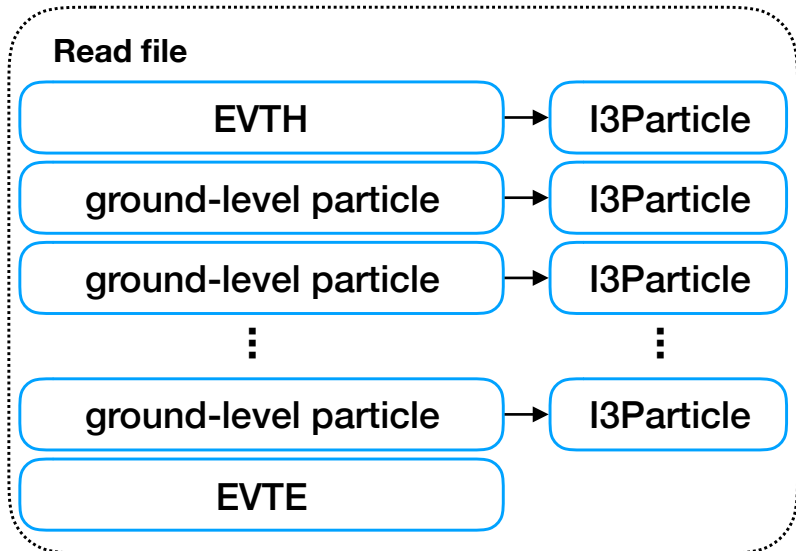 Read file
EVTH
I3Particle
ground-level particle
I3Particle
ground-level particle
I3Particle
ground-level particle
I3Particle
EVTE